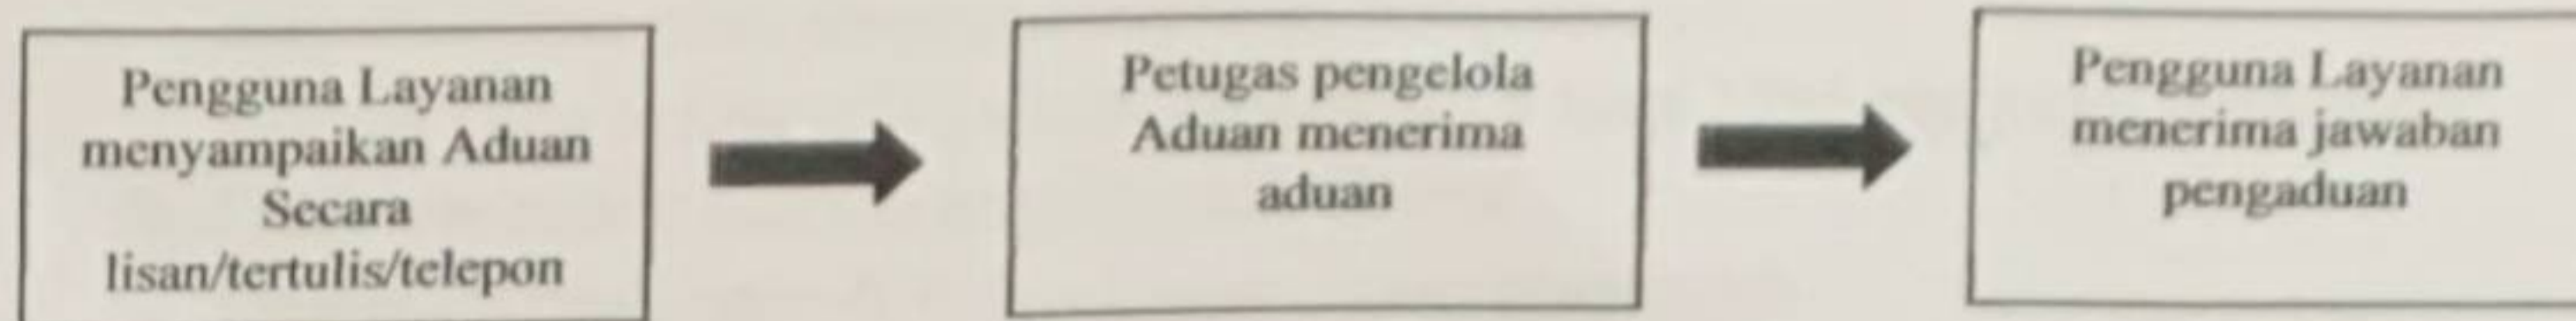 Pengguna Layanan
menyampaikan Aduan
Secara
lisan/tertulis/telepon
Petugas pengelola
Aduan menerima
aduan
Pengguna Layanan
menerima jawaban
pengaduan